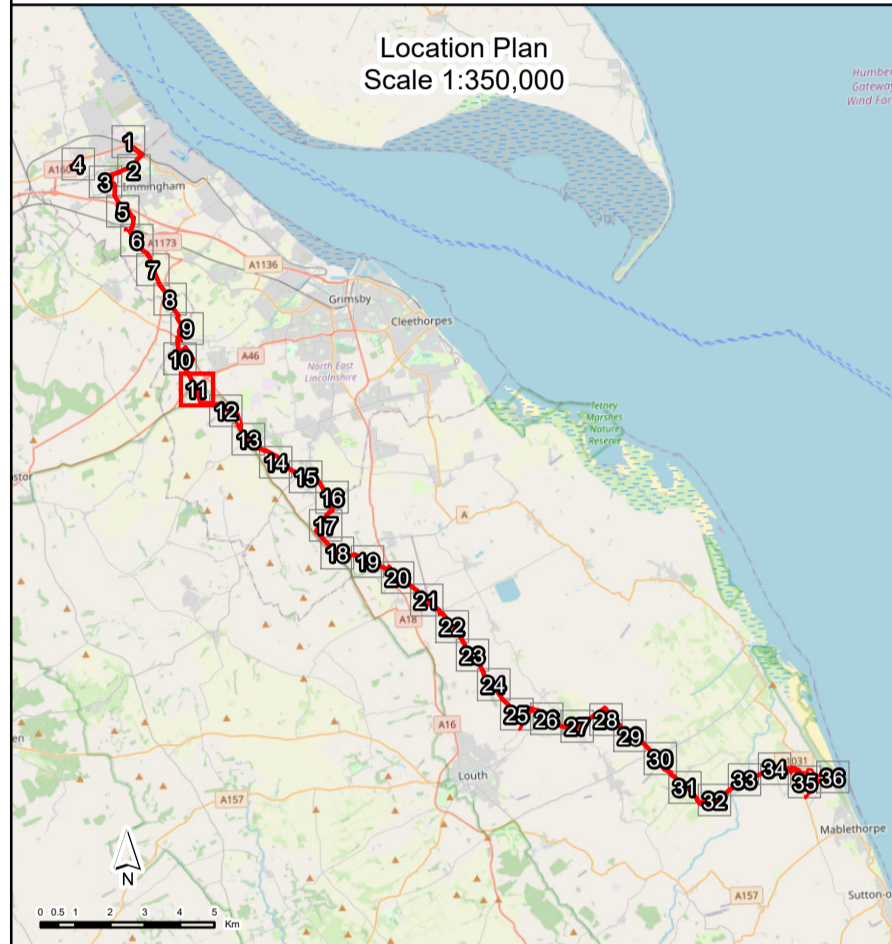 Location Plan
Scale 1:350,000
Humber
Gateway
Wind Far
1
4
A160
2
3
Immingham
5
6
A1173
7
A1136
8
Grimsby
9
Cleethorpes
10
A46
North East
Lincolnshire
11
12
Tetney
Marshes
Nature
Reserve
13
14
stor
15
16
A
17
18
19
20
21
A18
22
23
24
25
26
27
28
A16
29
en
30
Louth
1031
34
35
36
33
31
32
A157
Mablethorpe
N
A157
Sutton-o
0 0.5 1 2 3 4 5
Km